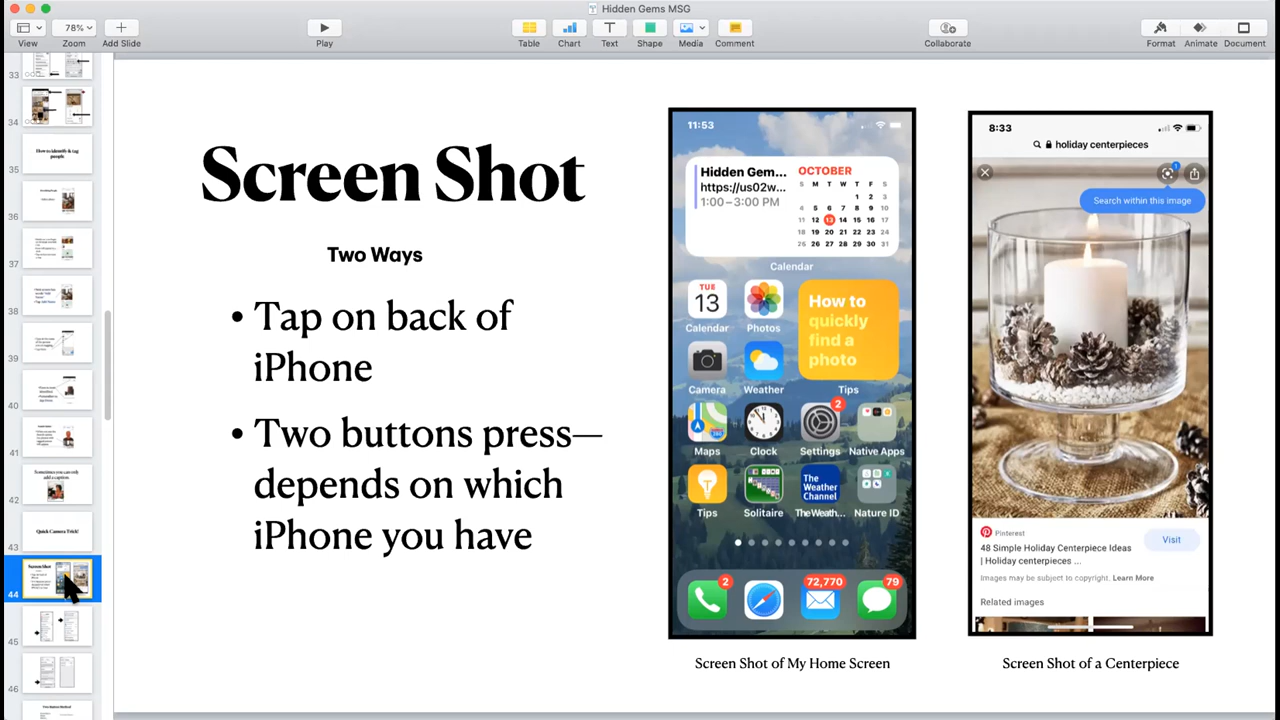 Hidden Gems MSG
78%
View
Zoom
Add Slide
Play
Table
Chart
Text
Shape
Media
Comment
Collaborate
Format
Animate
Document
33
34
How to identify & tag
people
35
36
37
38
39
40
41
Sometimes you can only
add a caption.
42
Quick Camera Trick!
43
Screen Shot
44
45
46
Screen Shot
Two Ways
• Tap on back of
iPhone
• Two buttons press—
depends on which
iPhone you have
11:53
Hidden Gem...
https://us02w...
1:00–3:00 PM
OCTOBER
S M T W T F S
1 2 3
4 5 6 7 8 9 10
11 12 13 14 15 16 17
18 19 20 21 22 23 24
25 26 27 28 29 30 31
Calendar
TUE
13
Calendar
Photos
How to
quickly
find a
photo
Camera
Weather
Tips
2
Maps
Clock
Settings
Native Apps
The
Weather
Channel
Tips
Solitaire
TheWeath...
Nature ID
2
72,770
79
Screen Shot of My Home Screen
8:33
holiday centerpieces
1
Search within this image
Pinterest
48 Simple Holiday Centerpiece Ideas
| Holiday centerpieces ...
Visit
Images may be subject to copyright. Learn More
Related images
Screen Shot of a Centerpiece